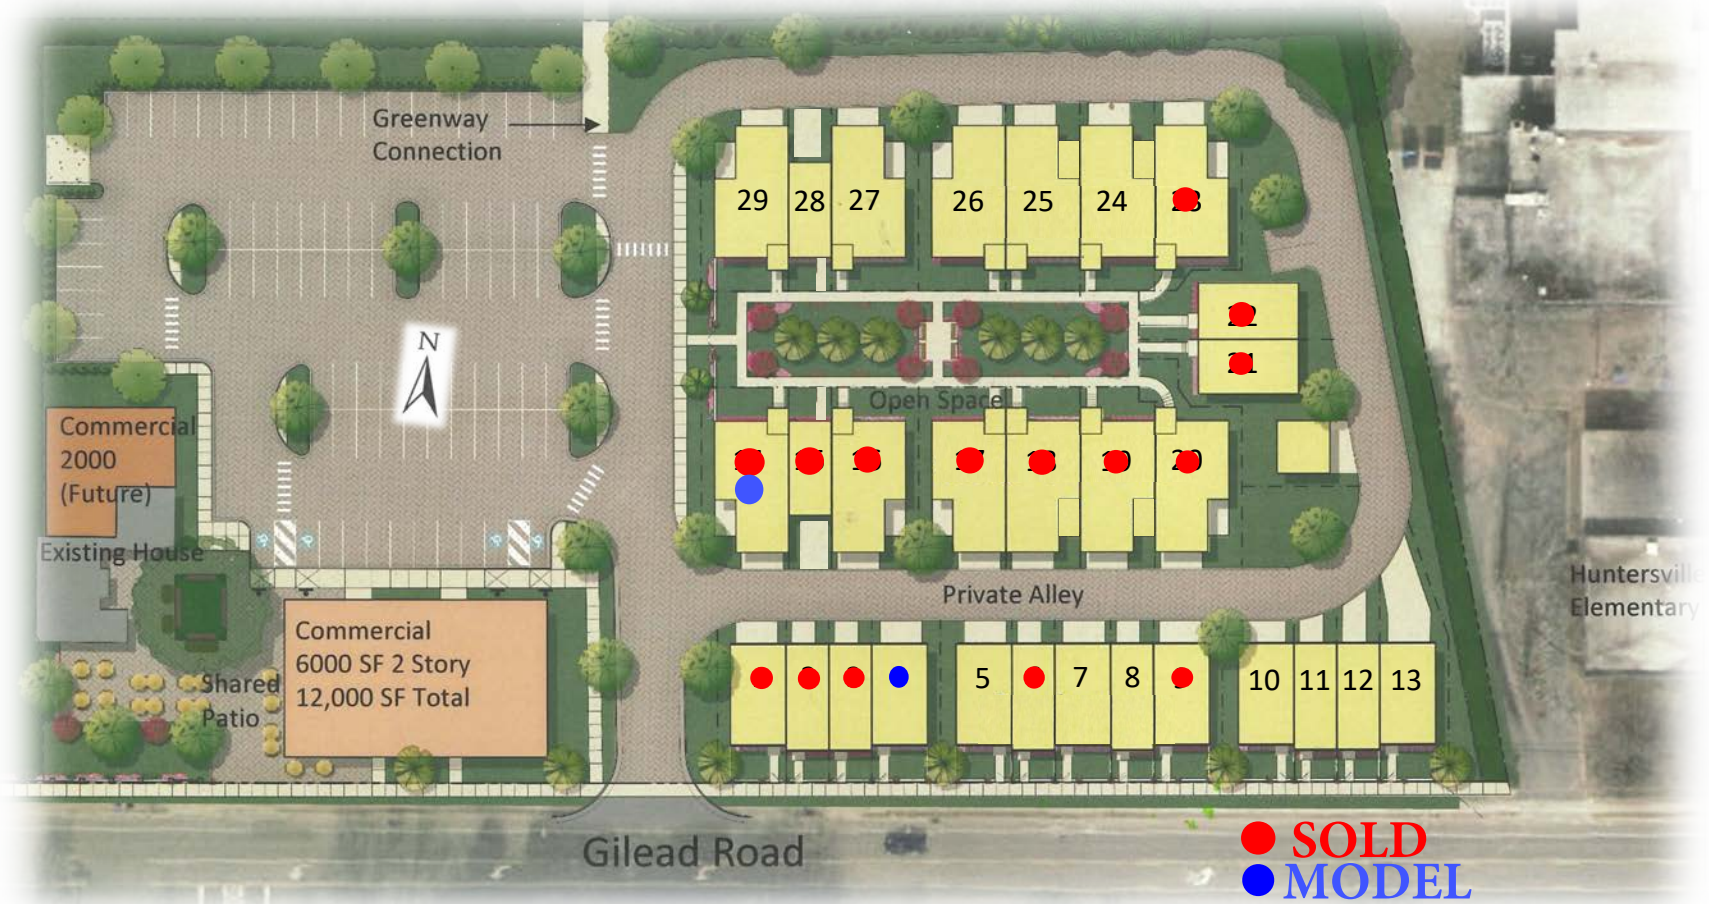 Greenway
Connection
29 28 27 26 25 24
N
Open Space
Commercial
2000
(Future)
Existing House
20
Private Alley
Huntersville
Elementary
Commercial
6000 SF 2 Story
12,000 SF Total
Shared
Patio
5 7 8 10 11 12 13
Gilead Road
SOLD
MODEL